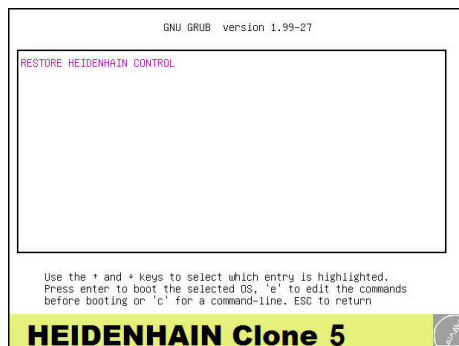 GNU GRUB version 1.99-27
RESTORE HEIDENHAIN CONTROL
Use the ↑ and ↓ keys to select which entry is highlighted.
Press enter to boot the selected OS, 'e' to edit the commands
before booting or 'c' for a command-line. ESC to return
HEIDENHAIN Clone 5